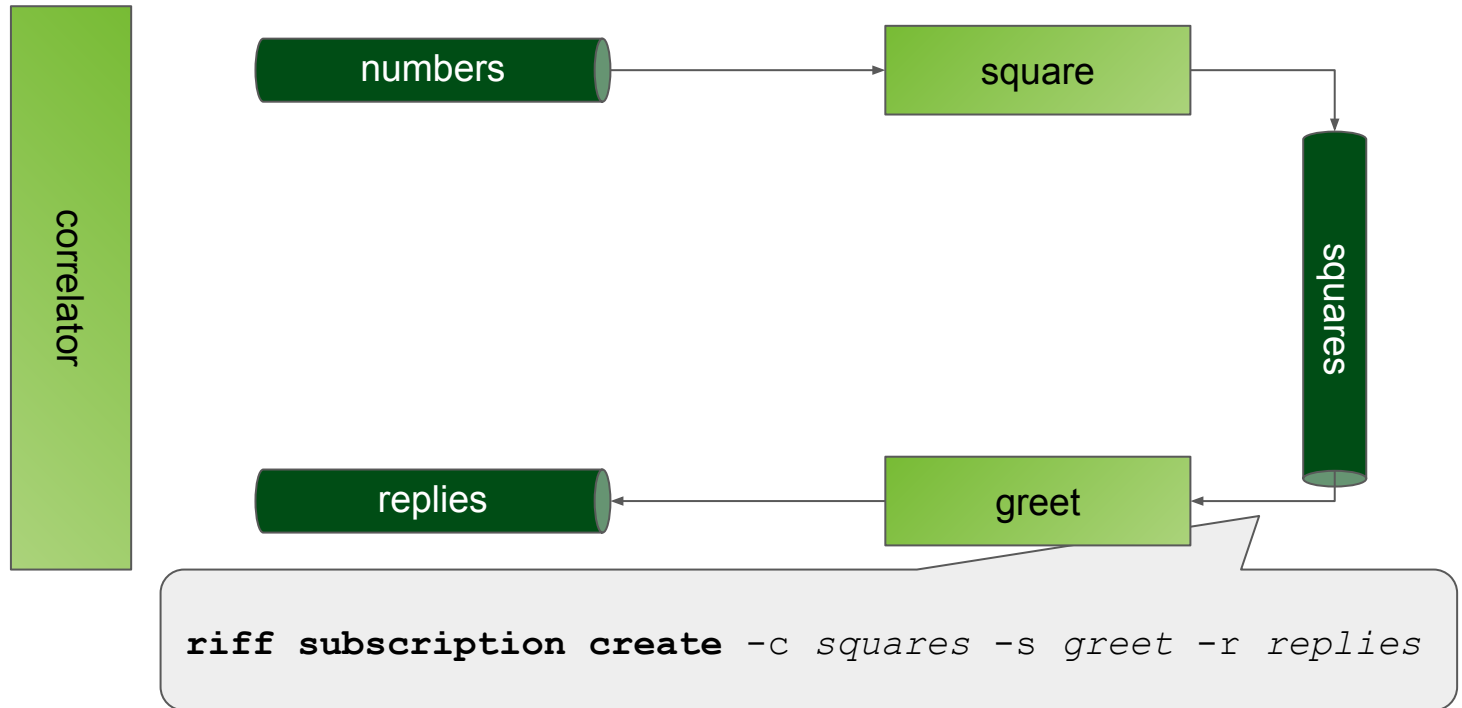 numbers
square
correlator
squares
replies
greet
riff subscription create -c squares -s greet -r replies